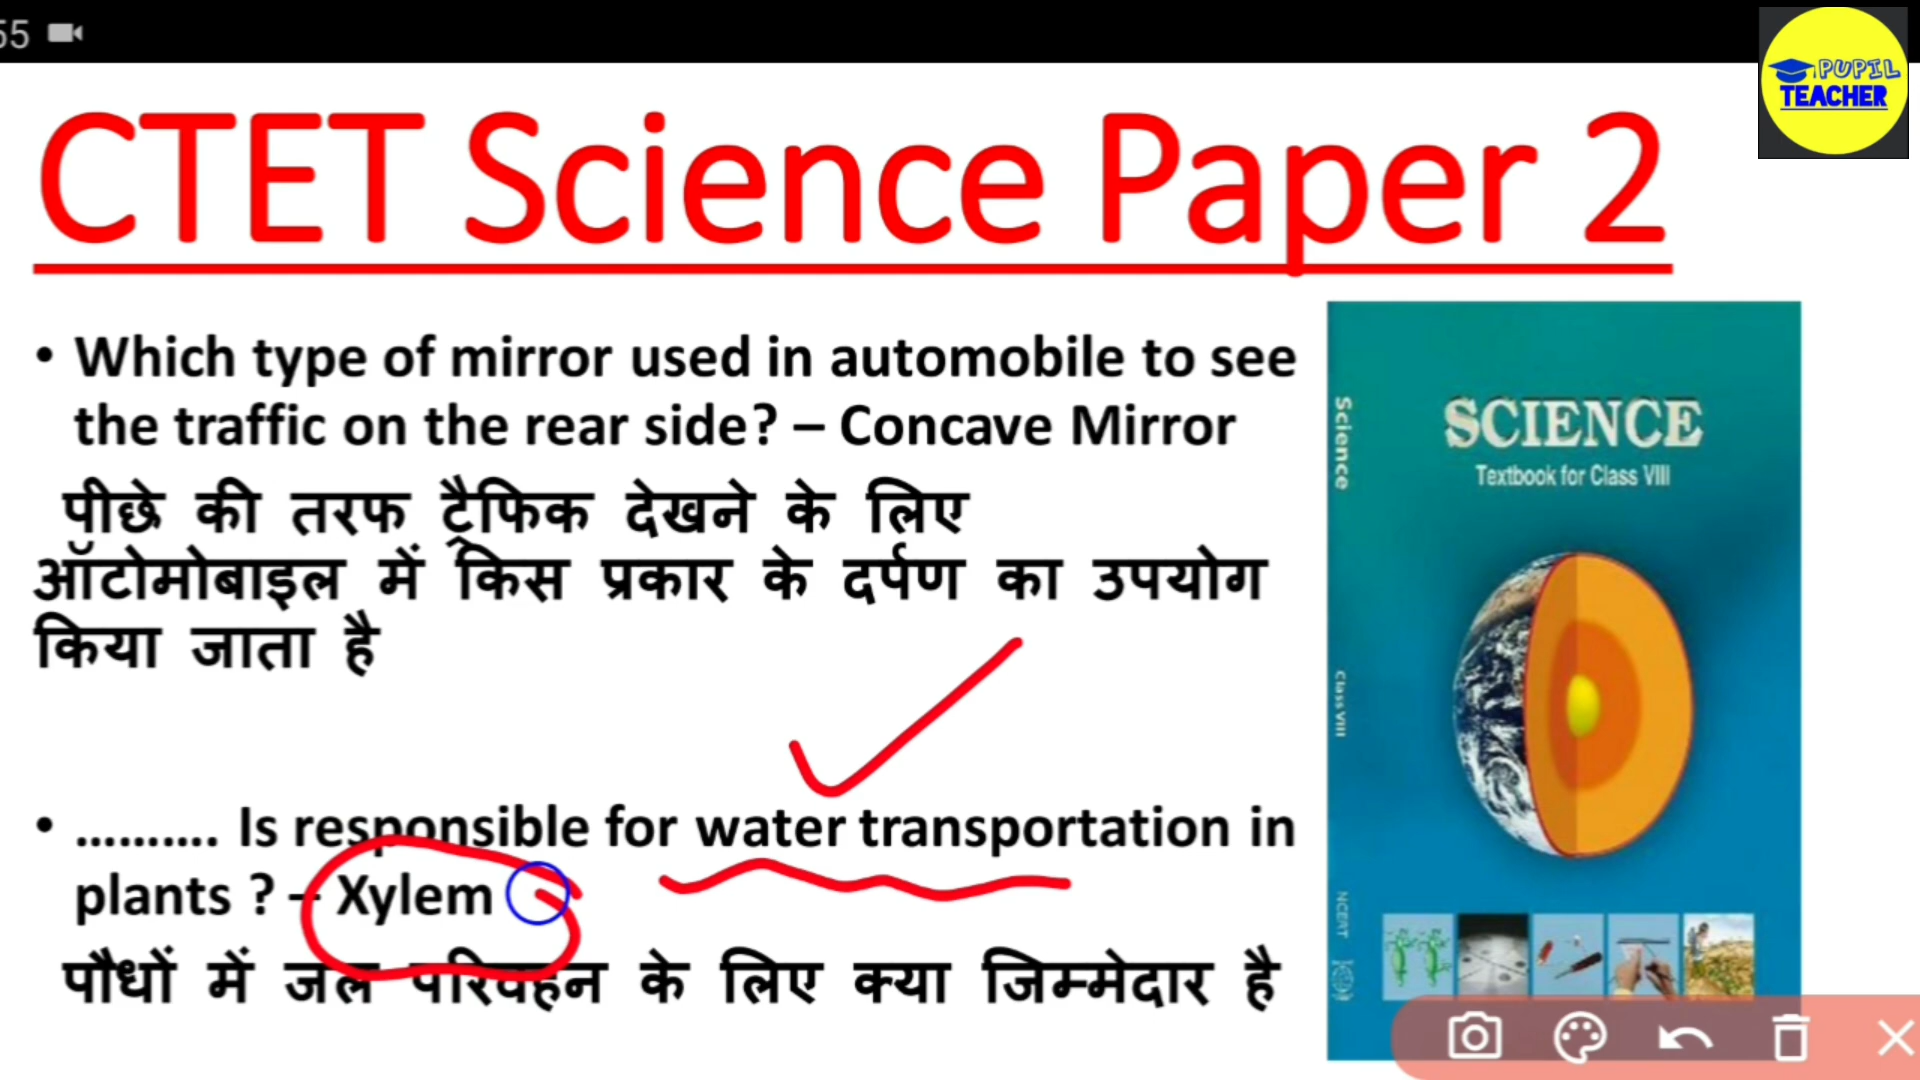 55
PUPIL
TEACHER
CTET Science Paper 2
• Which type of mirror used in automobile to see
the traffic on the rear side? – Concave Mirror
पीछे की तरफ ट्रैफिक देखने के लिए
ऑटोमोबाइल में किस प्रकार के दर्पण का उपयोग
किया जाता है
• .......... Is responsible for water transportation in
plants ? – Xylem
पौधों में जल परिवहन के लिए क्या जिम्मेदार है
SCIENCE
Textbook for Class VIII
Science
Class VIII
NCERT